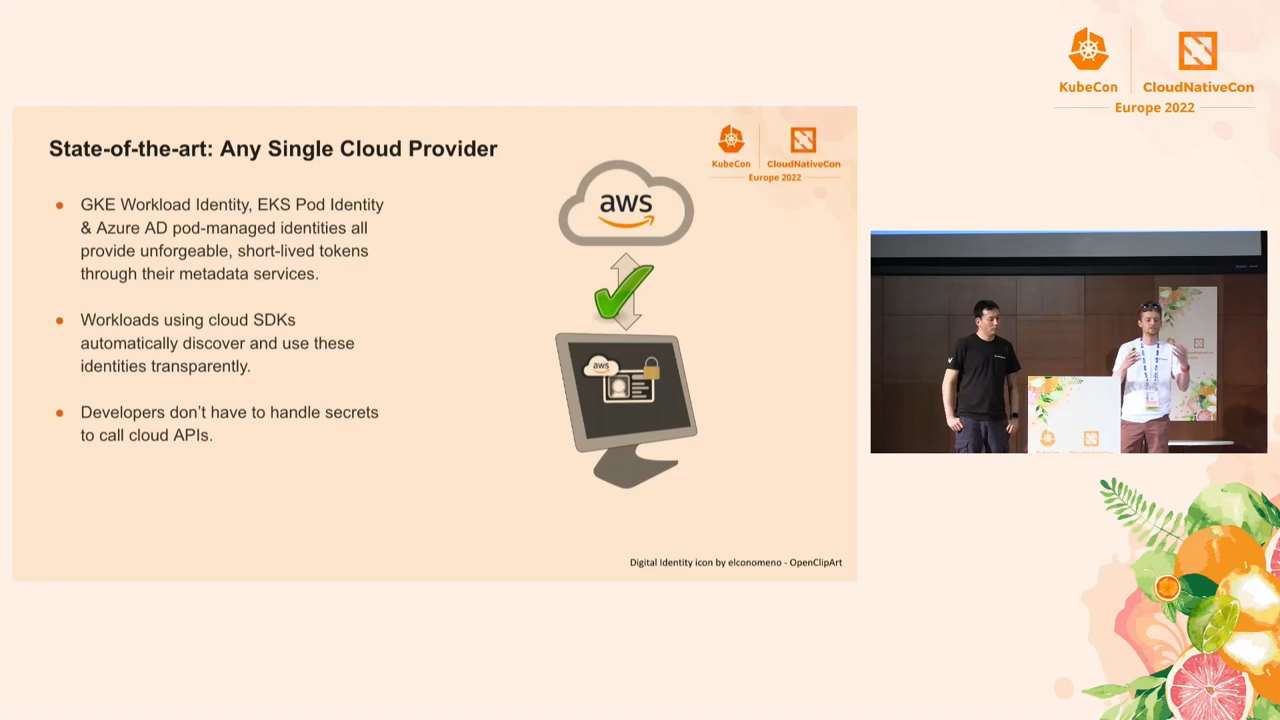 KubeCon
CloudNativeCon
Europe 2022
State-of-the-art: Any Single Cloud Provider
KubeCon
CloudNativeCon
Europe 2022
● GKE Workload Identity, EKS Pod Identity
& Azure AD pod-managed identities all
provide unforgeable, short-lived tokens
through their metadata services.
● Workloads using cloud SDKs
automatically discover and use these
identities transparently.
● Developers don't have to handle secrets
to call cloud APIs.
aws
aws
Digital Identity icon by elconomeno - OpenClipArt